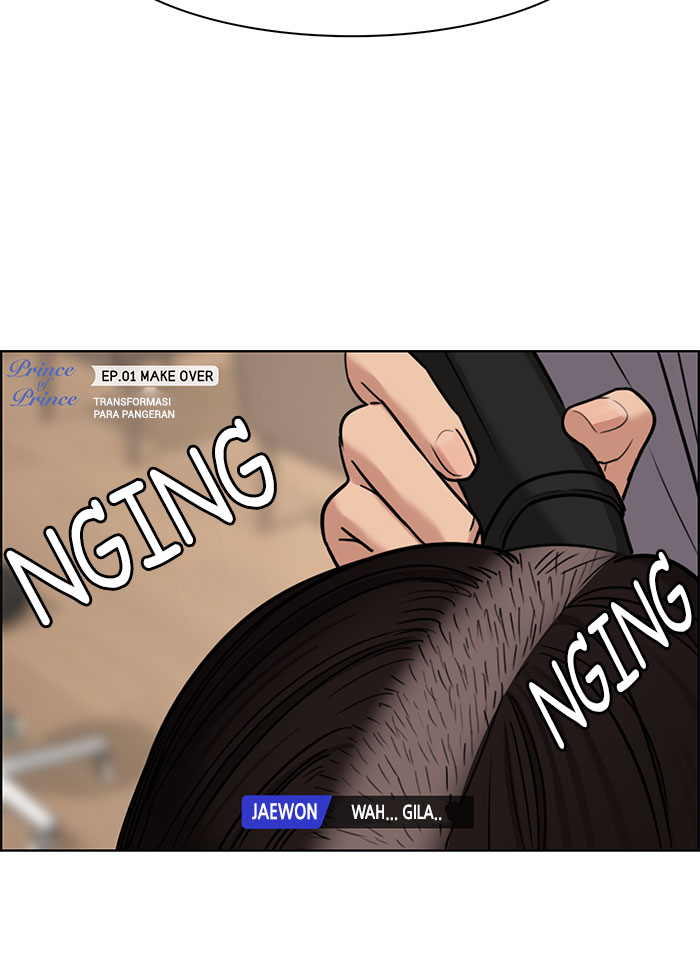 Prince
of
Prince
EP.01 MAKE OVER
TRANSFORMASI
PARA PANGERAN
NGING
NGING
JAEWON WAH... GILA..